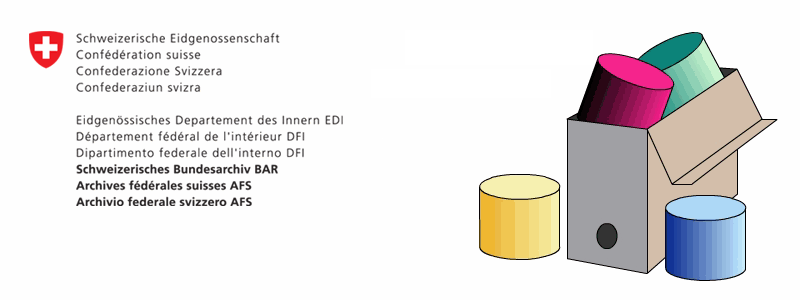 Schweizerische Eidgenossenschaft
Confédération suisse
Confederazione Svizzera
Confederaziun svizra
Eidgenössisches Departement des Innern EDI
Département fédéral de l'intérieur DFI
Dipartimento federale dell'interno DFI
Schweizerisches Bundesarchiv BAR
Archives fédérales suisses AFS
Archivio federale svizzero AFS